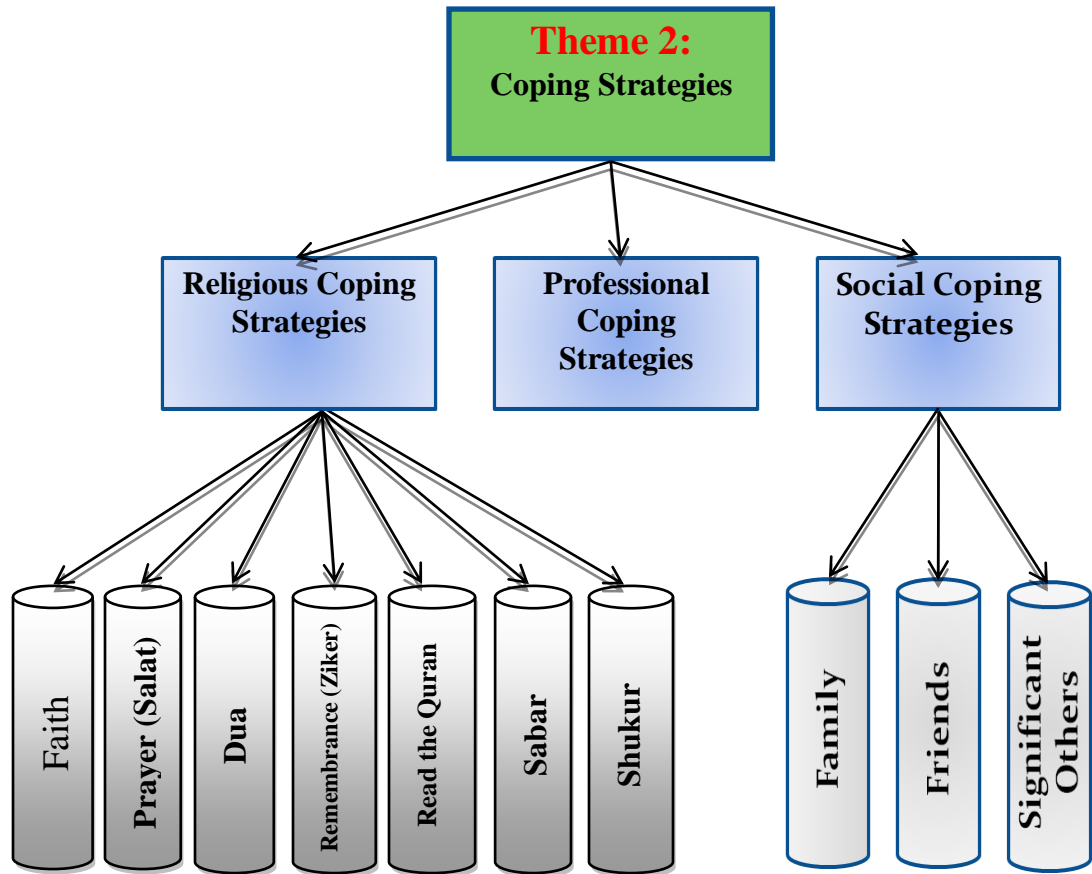 Theme 2:
Coping Strategies
Religious Coping
Strategies
Professional
Coping
Strategies
Social Coping
Strategies
Faith
Prayer (Salat)
Dua
Remembrance (Ziker)
Read the Quran
Sabar
Shukur
Family
Friends
Significant
Others